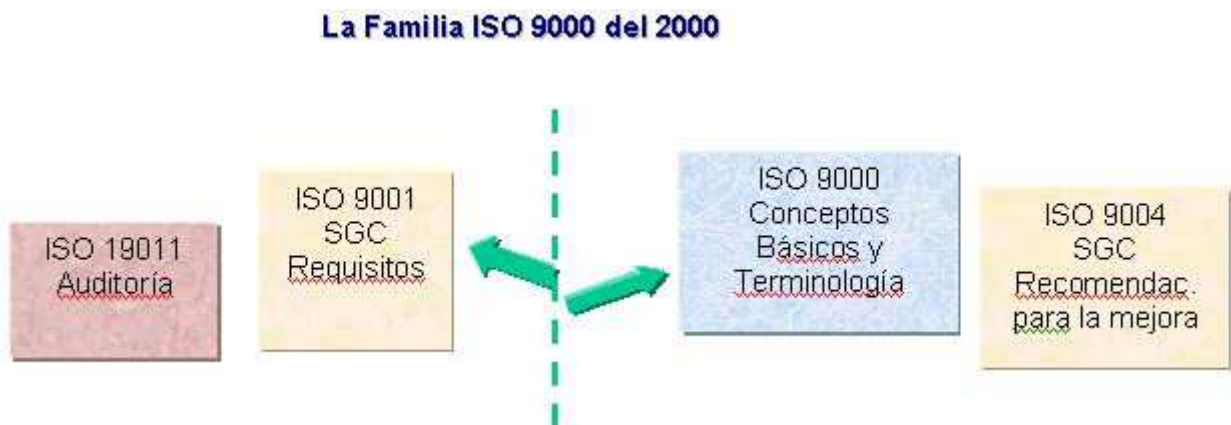 La Familia ISO 9000 del 2000
ISO 19011
Auditoría
ISO 9001
SGC
Requisitos
ISO 9000
Conceptos
Básicos y
Terminología
ISO 9004
SGC
Recomendac.
para la mejora